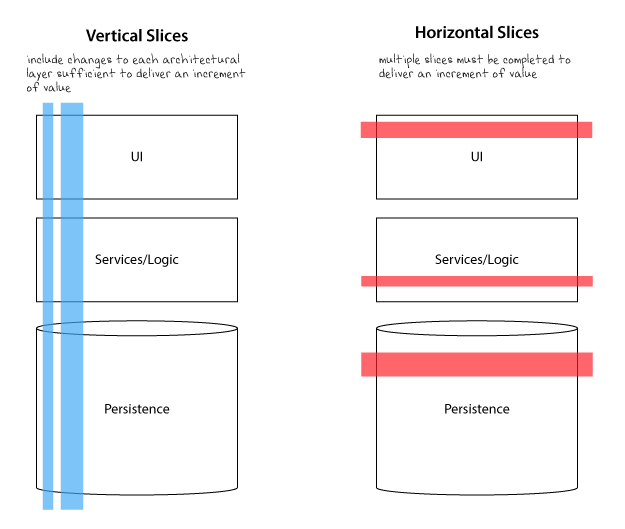 Vertical Slices
include changes to each architectural
layer sufficient to deliver an increment
of value
UI
Services/Logic
Persistence
Horizontal Slices
multiple slices must be completed to
deliver an increment of value
UI
Services/Logic
Persistence